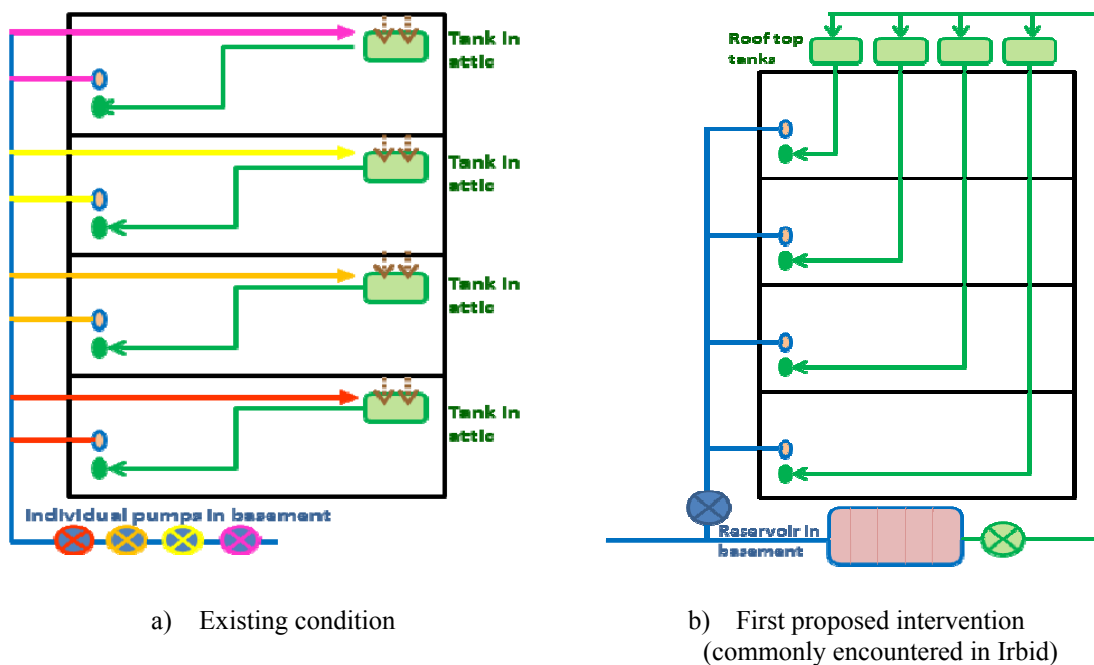 Tank in
attic
Tank in
attic
Tank in
attic
Tank in
attic
Individual pumps in basement
a) Existing condition
Roof top
tanks
Reservoir in
basement
b) First proposed intervention
(commonly encountered in Irbid)